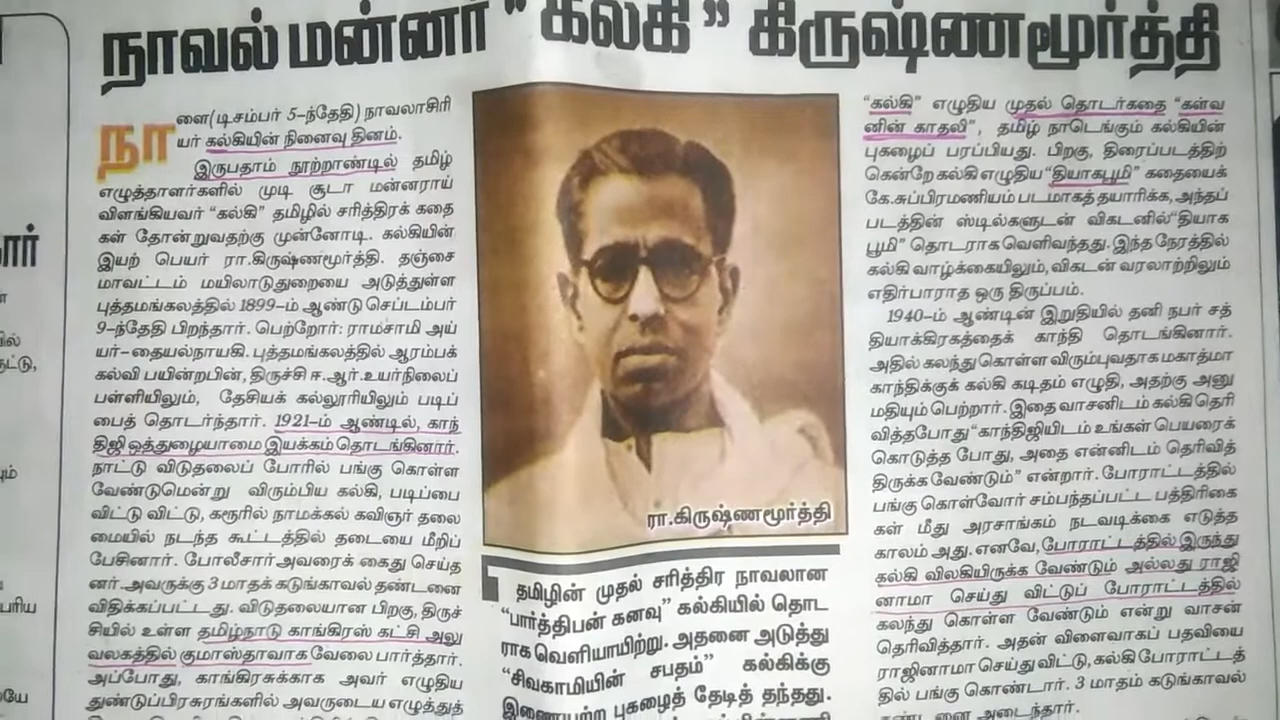 நாவல் மன்னர் “கல்கி” கிருஷ்ணமூர்த்தி
நாளை(டிசம்பர் 5-ந்தேதி) நாவலாசிரி
யர் கல்கியின் நினைவு தினம்.
இருபதாம் நூற்றாண்டில் தமிழ்
எழுத்தாளர்களில் முடி சூடா மன்னராய்
விளங்கியவர் “கல்கி” தமிழில் சரித்திரக் கதை
கள் தோன்றுவதற்கு முன்னோடி. கல்கியின்
இயற் பெயர் ரா.கிருஷ்ணமூர்த்தி. தஞ்சை
மாவட்டம் மயிலாடுதுறையை அடுத்துள்ள
புத்தமங்கலத்தில் 1899-ம் ஆண்டு செப்டம்பர்
9-ந்தேதி பிறந்தார். பெற்றோர்: ராமசாமி அய்
யர்-தையல்நாயகி. புத்தமங்கலத்தில் ஆரம்பக்
கல்வி பயின்றபின், திருச்சி ஈ.ஆர்.உயர்நிலைப்
பள்ளியிலும், தேசியக் கல்லூரியிலும் படிப்
பைத் தொடர்ந்தார். 1921-ம் ஆண்டில், காந்
திஜி ஒத்துழையாமை இயக்கம் தொடங்கினார்.
நாட்டு விடுதலைப் போரில் பங்கு கொள்ள
வேண்டுமென்று விரும்பிய கல்கி, படிப்பை
விட்டு விட்டு, கரூரில் நாமக்கல் கவிஞர் தலை
மையில் நடந்த கூட்டத்தில் தடையை மீறிப்
பேசினார். போலீசார் அவரைக் கைது செய்த
னர். அவருக்கு 3 மாதக் கடுங்காவல் தண்டனை
விதிக்கப்பட்டது. விடுதலையான பிறகு, திருச்
சியில் உள்ள தமிழ்நாடு காங்கிரஸ் கட்சி அலு
வலகத்தில் குமாஸ்தாவாக வேலை பார்த்தார்.
அப்போது, காங்கிரசுக்காக அவர் எழுதிய
துண்டுப்பிரசுரங்களில் அவருடைய எழுத்துத்
ரா.கிருஷ்ணமூர்த்தி
தமிழின் முதல் சரித்திர நாவலான
“பார்த்திபன் கனவு” கல்கியில் தொட
ராக வெளியாயிற்று. அதனை அடுத்து
“சிவகாமியின் சபதம்” கல்கிக்கு
இணையற்ற புகழைத் தேடித் தந்தது.
“கல்கி” எழுதிய முதல் தொடர்கதை “கள்வ
னின் காதலி”, தமிழ் நாடெங்கும் கல்கியின்
புகழைப் பரப்பியது. பிறகு, திரைப்படத்திற்
கென்றே கல்கி எழுதிய “தியாகபூமி” கதையைக்
கே.சுப்பிரமணியம் படமாகத் தயாரிக்க, அந்தப்
படத்தின் ஸ்டில்களுடன் விகடனில் “தியாக
பூமி” தொடராக வெளிவந்தது. இந்த நேரத்தில்
கல்கி வாழ்க்கையிலும், விகடன் வரலாற்றிலும்
எதிர்பாராத ஒரு திருப்பம்.
1940-ம் ஆண்டின் இறுதியில் தனி நபர் சத்
தியாக்கிரகத்தைக் காந்தி தொடங்கினார்.
அதில் கலந்து கொள்ள விரும்புவதாக மகாத்மா
காந்திக்குக் கல்கி கடிதம் எழுதி, அதற்கு அனு
மதியும் பெற்றார். இதை வாசனிடம் கல்கி தெரி
வித்தபோது “காந்திஜியிடம் உங்கள் பெயரைக்
கொடுத்த போது, அதை என்னிடம் தெரிவித்
திருக்க வேண்டும்” என்றார். போராட்டத்தில்
பங்கு கொள்வோர் சம்பந்தப்பட்ட பத்திரிகை
கள் மீது அரசாங்கம் நடவடிக்கை எடுத்த
காலம் அது. எனவே, போராட்டத்தில் இருந்து
கல்கி விலகியிருக்க வேண்டும் அல்லது ராஜி
னாமா செய்து விட்டுப் போராட்டத்தில்
கலந்து கொள்ள வேண்டும் என்று வாசன்
தெரிவித்தார். அதன் விளைவாகப் பதவியை
ராஜினாமா செய்து விட்டு, கல்கி போராட்டத்
தில் பங்கு கொண்டார். 3 மாதம் கடுங்காவல்
தண்டனை அடைந்தார்.